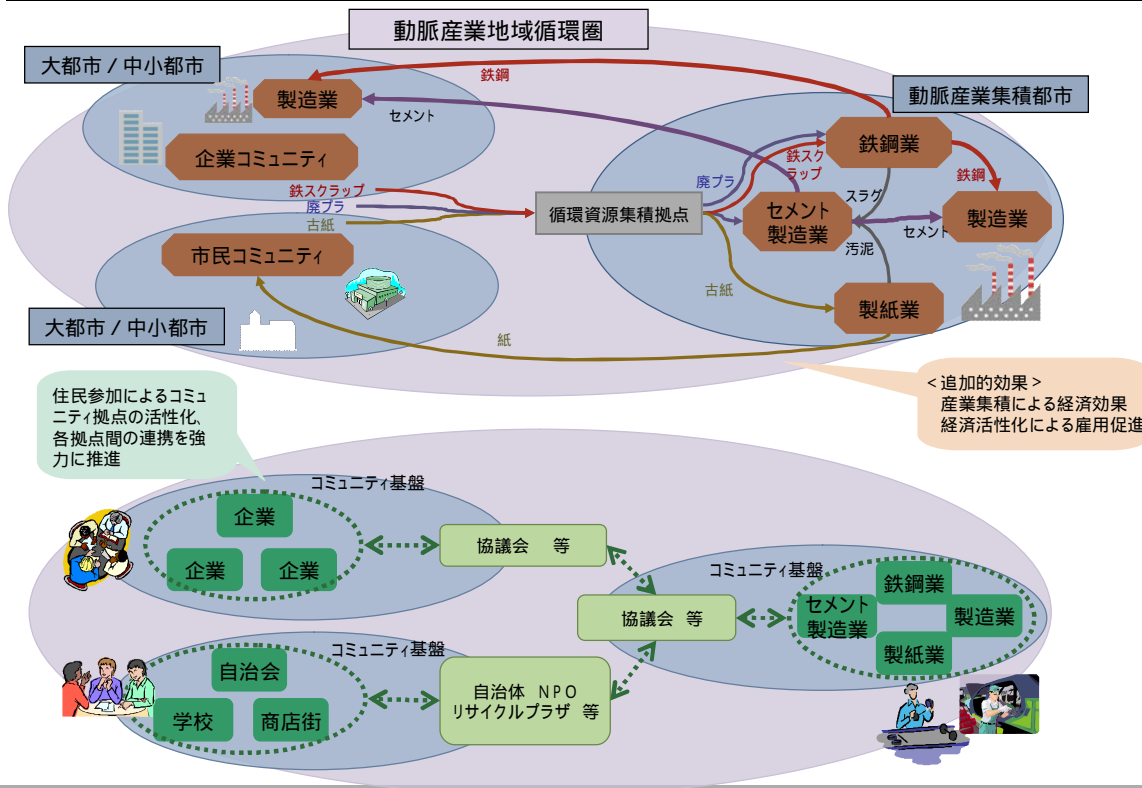 動脈産業地域循環圏
大都市 / 中小都市
製造業
企業コミュニティ
鉄鋼
セメント
動脈産業集積都市
鉄鋼業
鉄スク
ラップ
廃プラ
鉄鋼
スラグ
セメント
製造業
製造業
セメント
汚泥
古紙
製紙業
鉄スクラップ
廃プラ
古紙
循環資源集積拠点
市民コミュニティ
大都市 / 中小都市
紙
住民参加によるコミュ
ニティ拠点の活性化、
各拠点間の連携を強
力に推進
<追加的効果>
産業集積による経済効果
経済活性化による雇用促進
コミュニティ基盤
企業
企業
企業
協議会 等
コミュニティ基盤
鉄鋼業
セメント
製造業
製造業
製紙業
協議会 等
コミュニティ基盤
自治会
学校
商店街
自治体 NPO
リサイクルプラザ 等